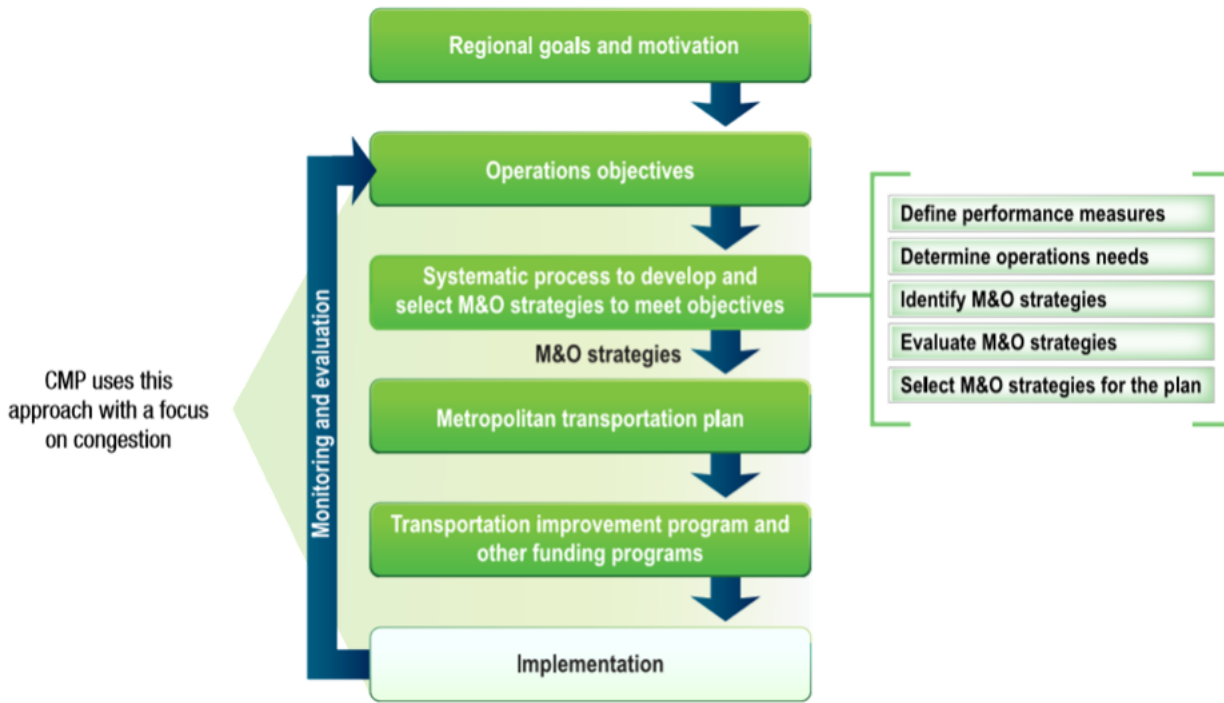 Regional goals and motivation
Operations objectives
Systematic process to develop and
select M&O strategies to meet objectives
M&O strategies
Metropolitan transportation plan
Transportation improvement program and
other funding programs
Implementation
Monitoring and evaluation
CMP uses this
approach with a focus
on congestion
Define performance measures
Determine operations needs
Identify M&O strategies
Evaluate M&O strategies
Select M&O strategies for the plan